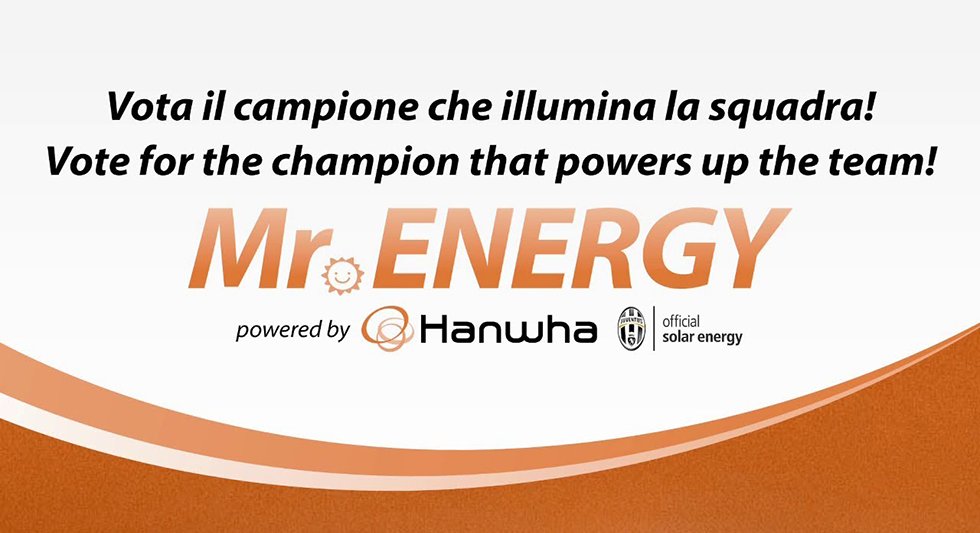 Vota il campione che illumina la squadra!
Vote for the champion that powers up the team!
Mr. ENERGY
powered by Hanwha
JUVENTUS
official
solar energy